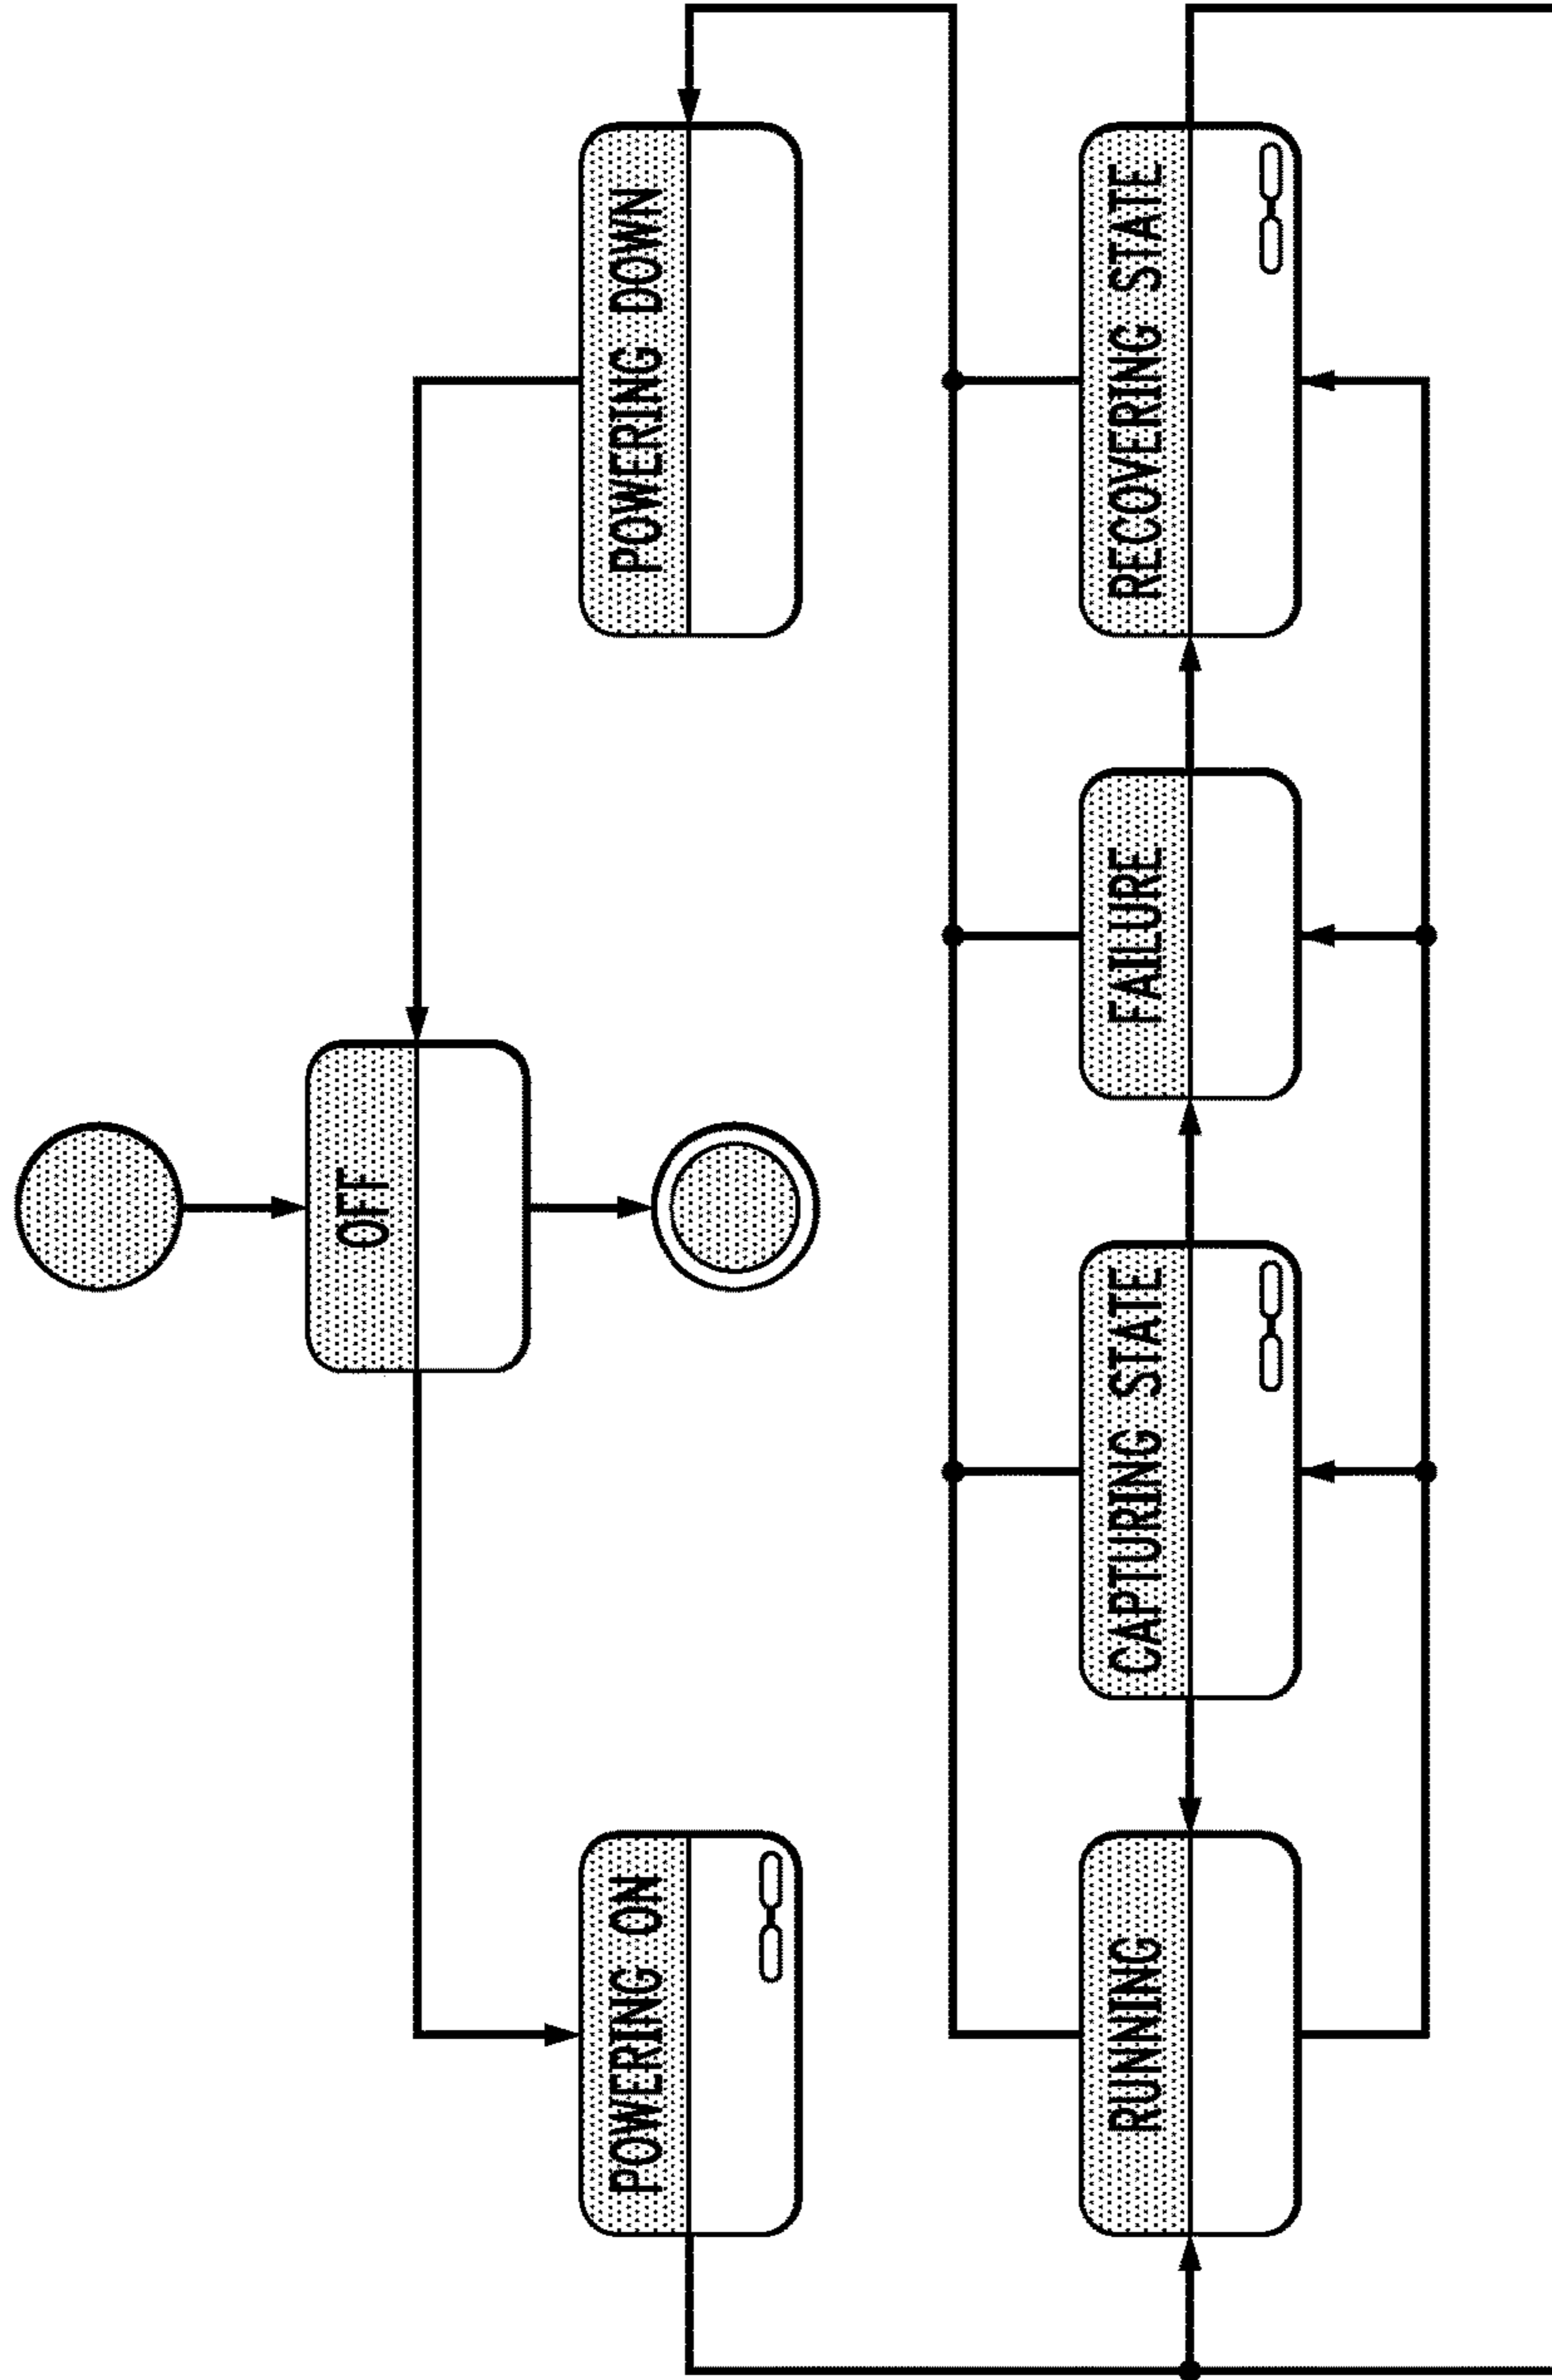 OFF
POWERING ON
POWERING DOWN
RUNNING
CAPTURING STATE
FAILURE
RECOVERING STATE